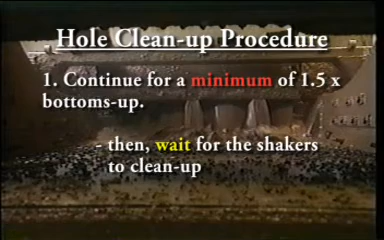 Hole Clean-up Procedure
1. Continue for a minimum of 1.5 x
bottoms-up.
- then, wait for the shakers
to clean-up